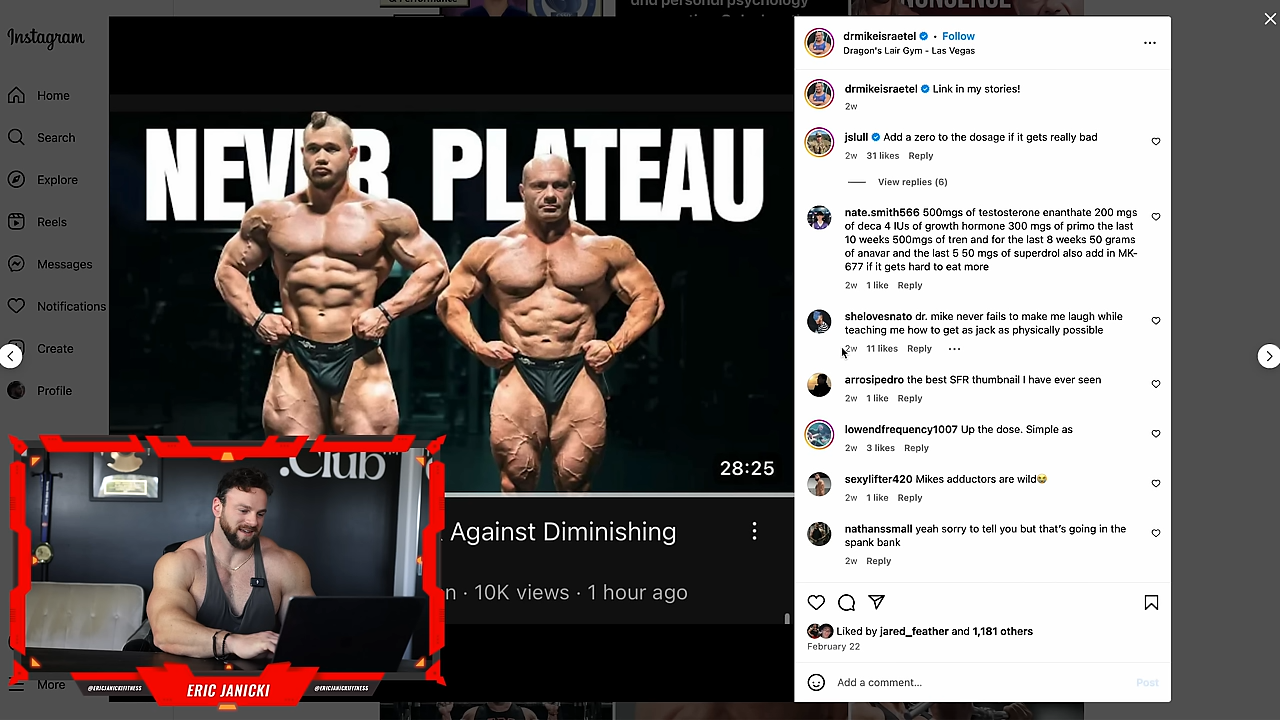 and personal psychology
NONSENSE
Instagram
Home
Search
Explore
Reels
Messages
Notifications
Create
Profile
More
NEVER PLATEAU
28:25
Against Diminishing
n · 10K views · 1 hour ago
.Club
@ERICJANICKIFITNESS
ERIC JANICKI
@ERICJANICKIFITNESS
drmikeisraetel • Follow
Dragon's Lair Gym - Las Vegas
drmikeisraetel Link in my stories!
2w
jslull Add a zero to the dosage if it gets really bad
2w 31 likes Reply
View replies (6)
nate.smith566 500mgs of testosterone enanthate 200 mgs
of deca 4 IUs of growth hormone 300 mgs of primo the last
10 weeks 500mgs of tren and for the last 8 weeks 50 grams
of anavar and the last 5 50 mgs of superdrol also add in MK-
677 if it gets hard to eat more
2w 1 like Reply
shelovesnato dr. mike never fails to make me laugh while
teaching me how to get as jack as physically possible
2w 11 likes Reply
arrosipedro the best SFR thumbnail I have ever seen
2w 1 like Reply
lowendfrequency1007 Up the dose. Simple as
2w 3 likes Reply
sexylifter420 Mikes adductors are wild😂
2w 1 like Reply
nathanssmall yeah sorry to tell you but that's going in the
spank bank
2w Reply
Liked by jared_feather and 1,181 others
February 22
Add a comment...
Post